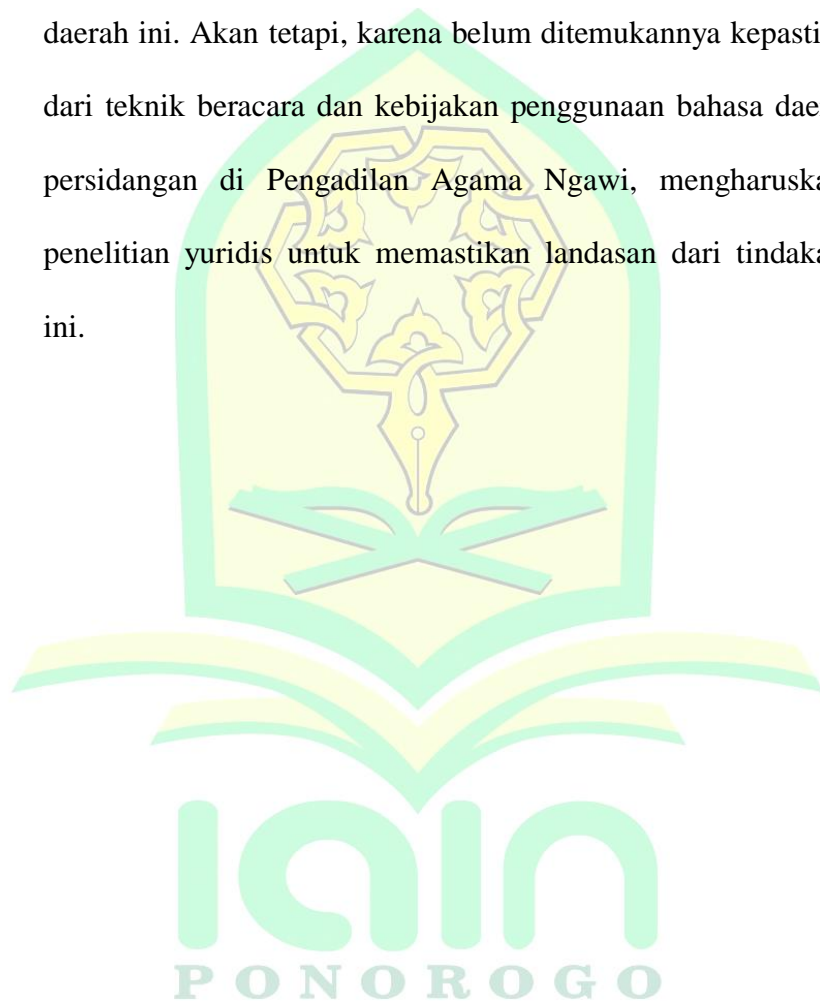 daerah ini. Akan tetapi, karena belum ditemukannya kepasti
dari teknik beracara dan kebijakan penggunaan bahasa dae
persidangan di Pengadilan Agama Ngawi, mengharuska
penelitian yuridis untuk memastikan landasan dari tindaka
ini.
iain
PONOROGO